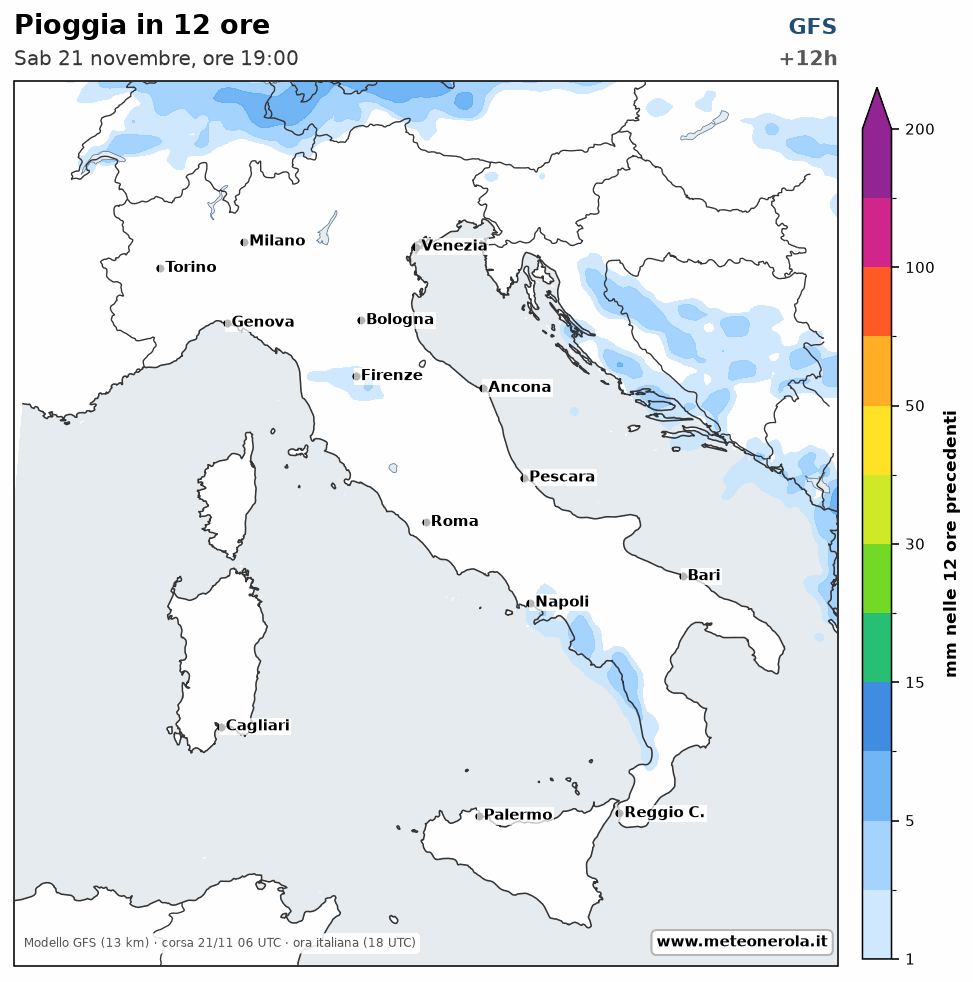 Pioggia in 12 ore
GFS
Sab 21 novembre, ore 19:00
+12h
Milano
Venezia
Torino
Genova
Bologna
Firenze
Ancona
Pescara
Roma
Bari
Napoli
Cagliari
Palermo
Reggio C.
200
100
50
30
15
5
1
mm nelle 12 ore precedenti
Modello GFS (13 km) · corsa 21/11 06 UTC · ora italiana (18 UTC)
www.meteonerola.it